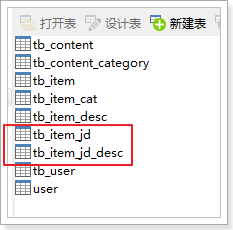 打开表 设计表 新建表
tb_content
tb_content_category
tb_item
tb_item_cat
tb_item_desc
tb_item_jd
tb_item_jd_desc
tb_user
user